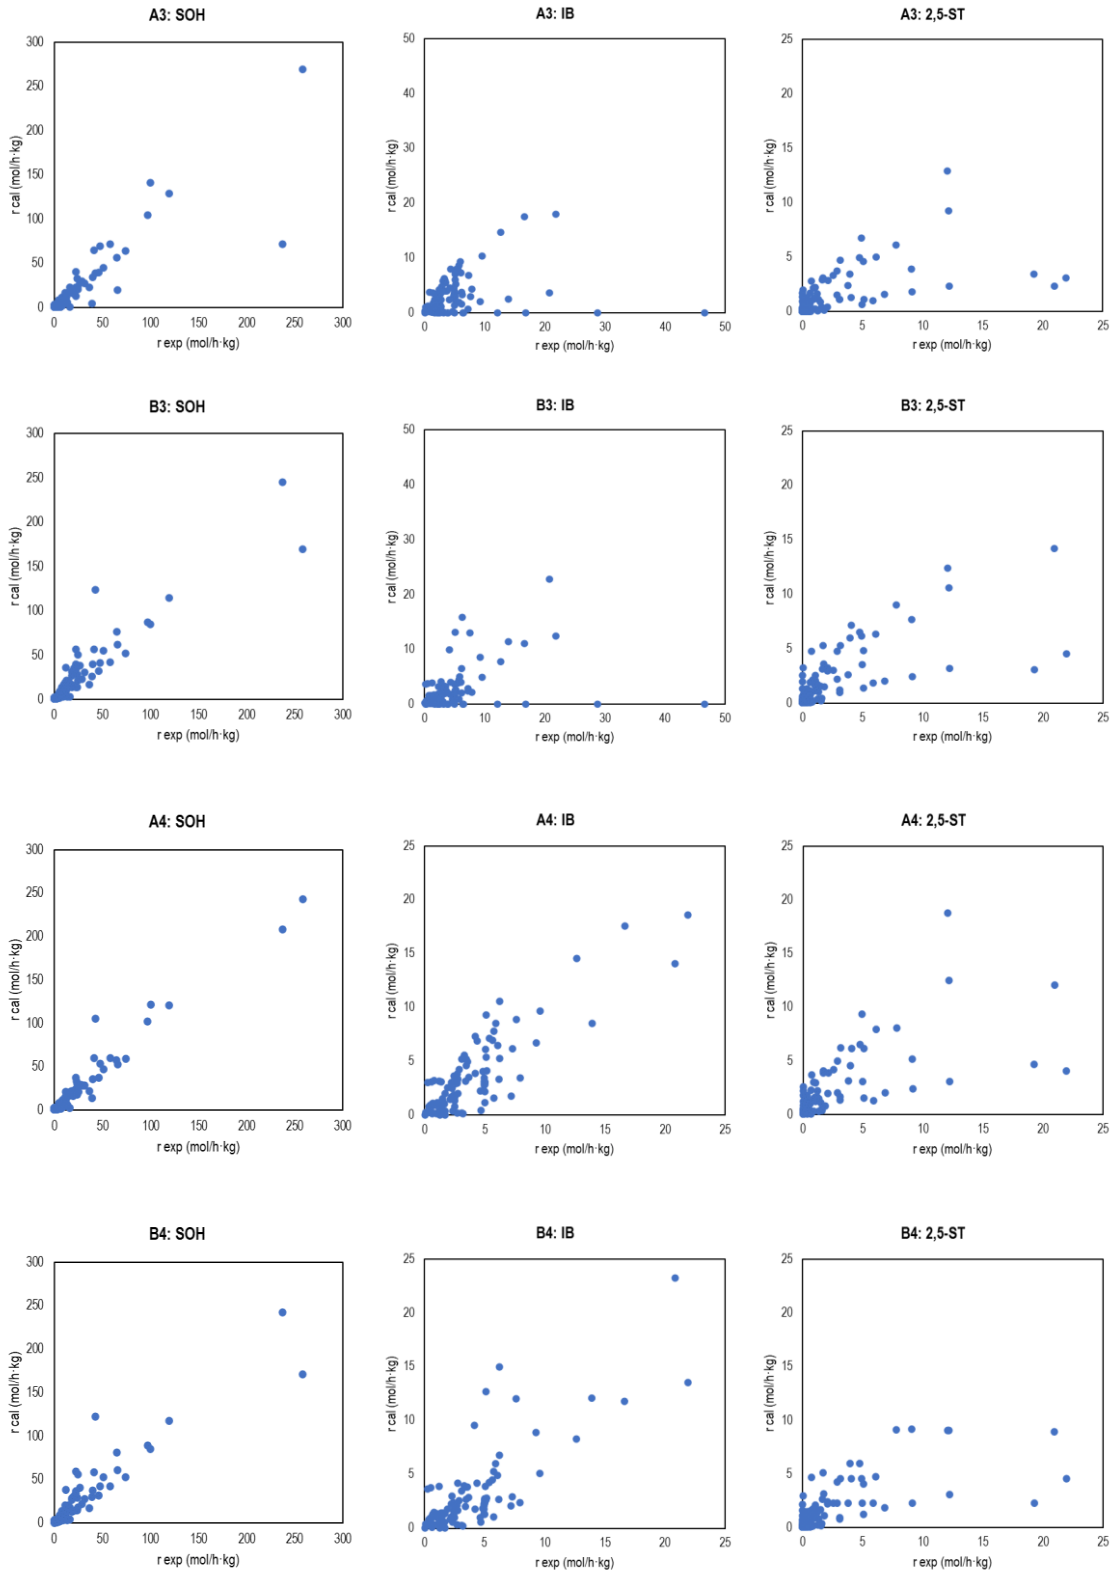 A3: SOH
300
250
200
150
100
50
0
0 50 100 150 200 250 300
r cal (mol/h·kg)
r exp (mol/h·kg)
A3: IB
50
40
30
20
10
0
0 10 20 30 40 50
r cal (mol/h·kg)
r exp (mol/h·kg)
A3: 2,5-ST
25
20
15
10
5
0
0 5 10 15 20 25
r cal (mol/h·kg)
r exp (mol/h·kg)
B3: SOH
300
250
200
150
100
50
0
0 50 100 150 200 250 300
r cal (mol/h·kg)
r exp (mol/h·kg)
B3: IB
50
40
30
20
10
0
0 10 20 30 40 50
r cal (mol/h·kg)
r exp (mol/h·kg)
B3: 2,5-ST
25
20
15
10
5
0
0 5 10 15 20 25
r cal (mol/h·kg)
r exp (mol/h·kg)
A4: SOH
300
250
200
150
100
50
0
0 50 100 150 200 250 300
r cal (mol/h·kg)
r exp (mol/h·kg)
A4: IB
25
20
15
10
5
0
0 5 10 15 20 25
r cal (mol/h·kg)
r exp (mol/h·kg)
A4: 2,5-ST
25
20
15
10
5
0
0 5 10 15 20 25
r cal (mol/h·kg)
r exp (mol/h·kg)
B4: SOH
300
250
200
150
100
50
0
0 50 100 150 200 250 300
r cal (mol/h·kg)
r exp (mol/h·kg)
B4: IB
25
20
15
10
5
0
0 5 10 15 20 25
r cal (mol/h·kg)
r exp (mol/h·kg)
B4: 2,5-ST
25
20
15
10
5
0
0 5 10 15 20 25
r cal (mol/h·kg)
r exp (mol/h·kg)